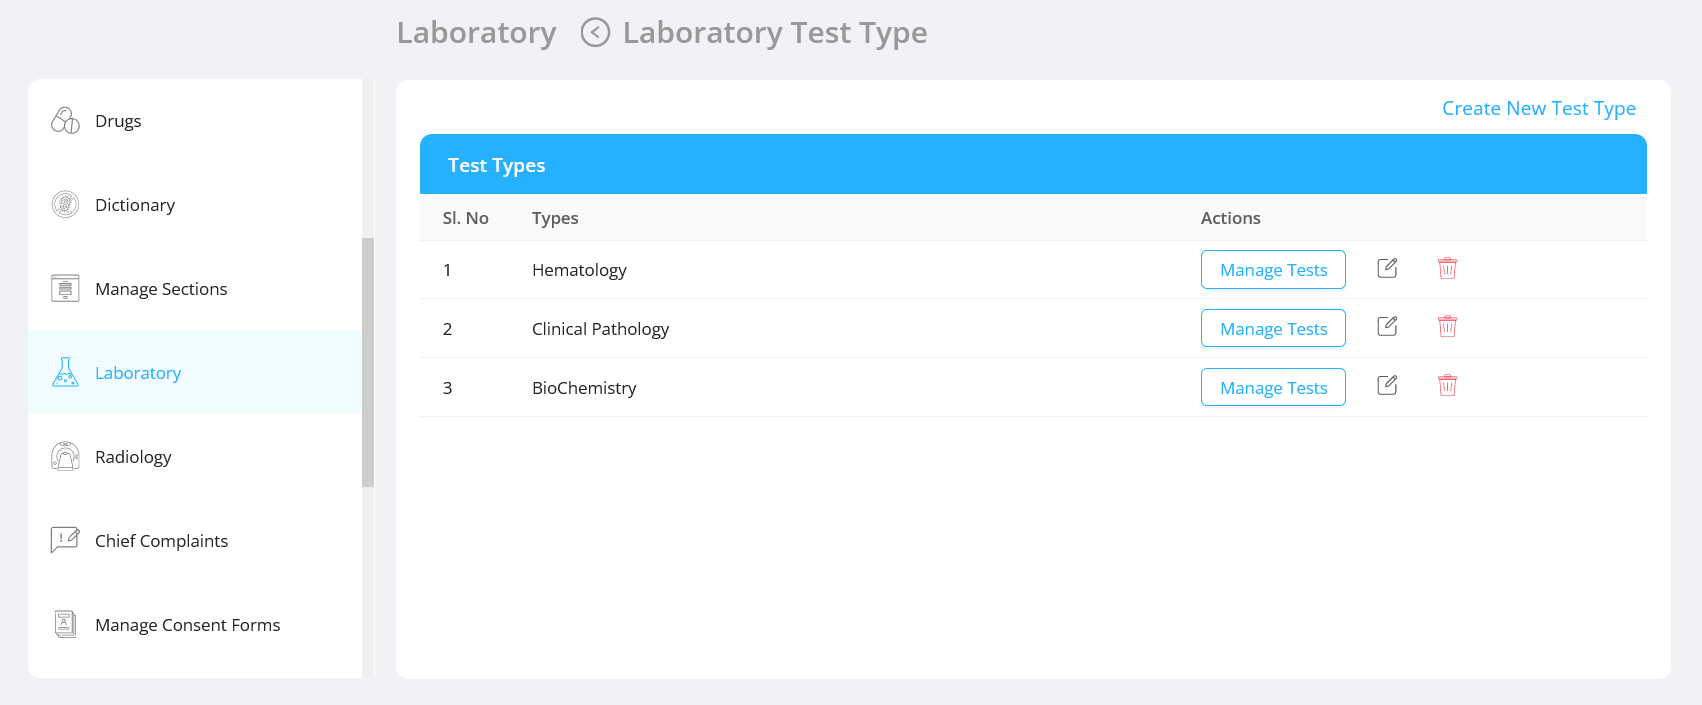 Laboratory Laboratory Test Type
Drugs
Dictionary
Manage Sections
Laboratory
Radiology
Chief Complaints
Manage Consent Forms
Create New Test Type
Test Types
Sl. No Types Actions
1 Hematology Manage Tests
2 Clinical Pathology Manage Tests
3 BioChemistry Manage Tests